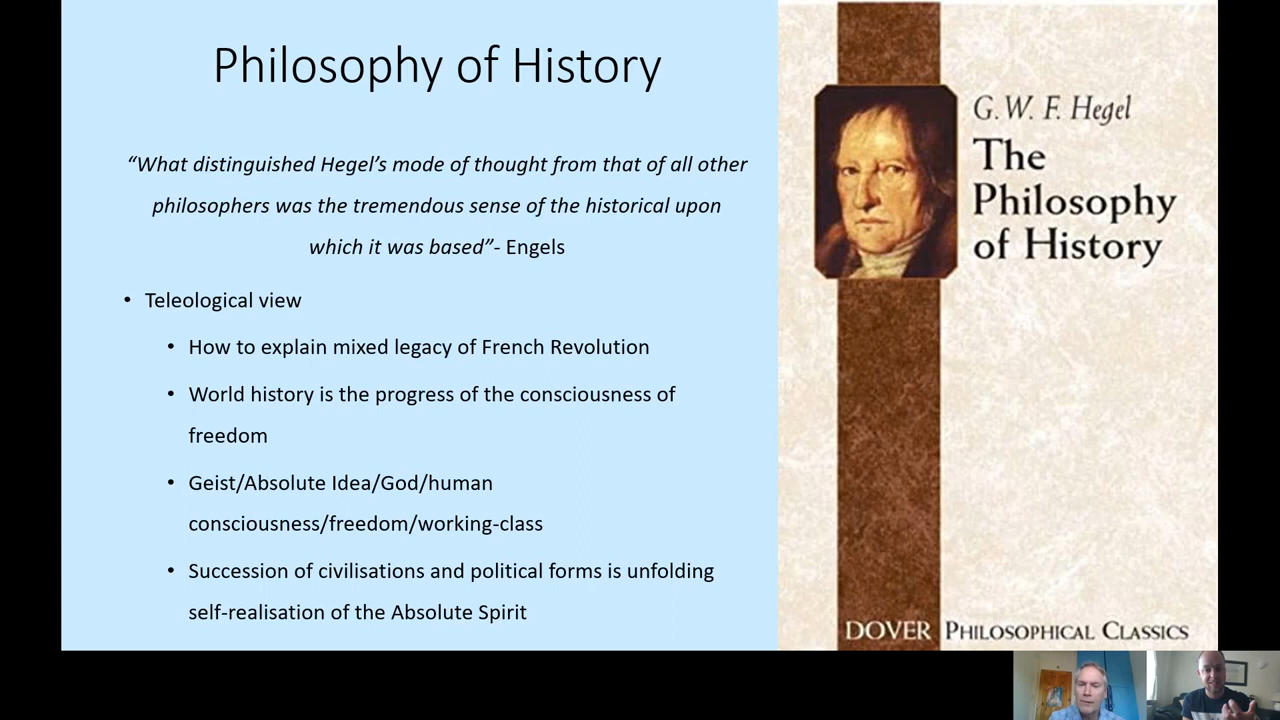 Philosophy of History
“What distinguished Hegel’s mode of thought from that of all other
philosophers was the tremendous sense of the historical upon
which it was based”- Engels
• Teleological view
• How to explain mixed legacy of French Revolution
• World history is the progress of the consciousness of
freedom
• Geist/Absolute Idea/God/human
consciousness/freedom/working-class
• Succession of civilisations and political forms is unfolding
self-realisation of the Absolute Spirit
G. W. F. Hegel
The
Philosophy
of History
DOVER PHILOSOPHICAL CLASSICS